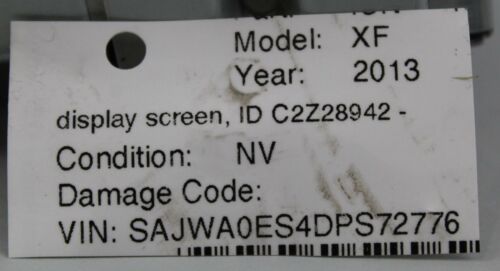 Model: XF
Year: 2013
display screen, ID C2Z28942 -
Condition: NV
Damage Code:
VIN: SAJWA0ES4DPS72776